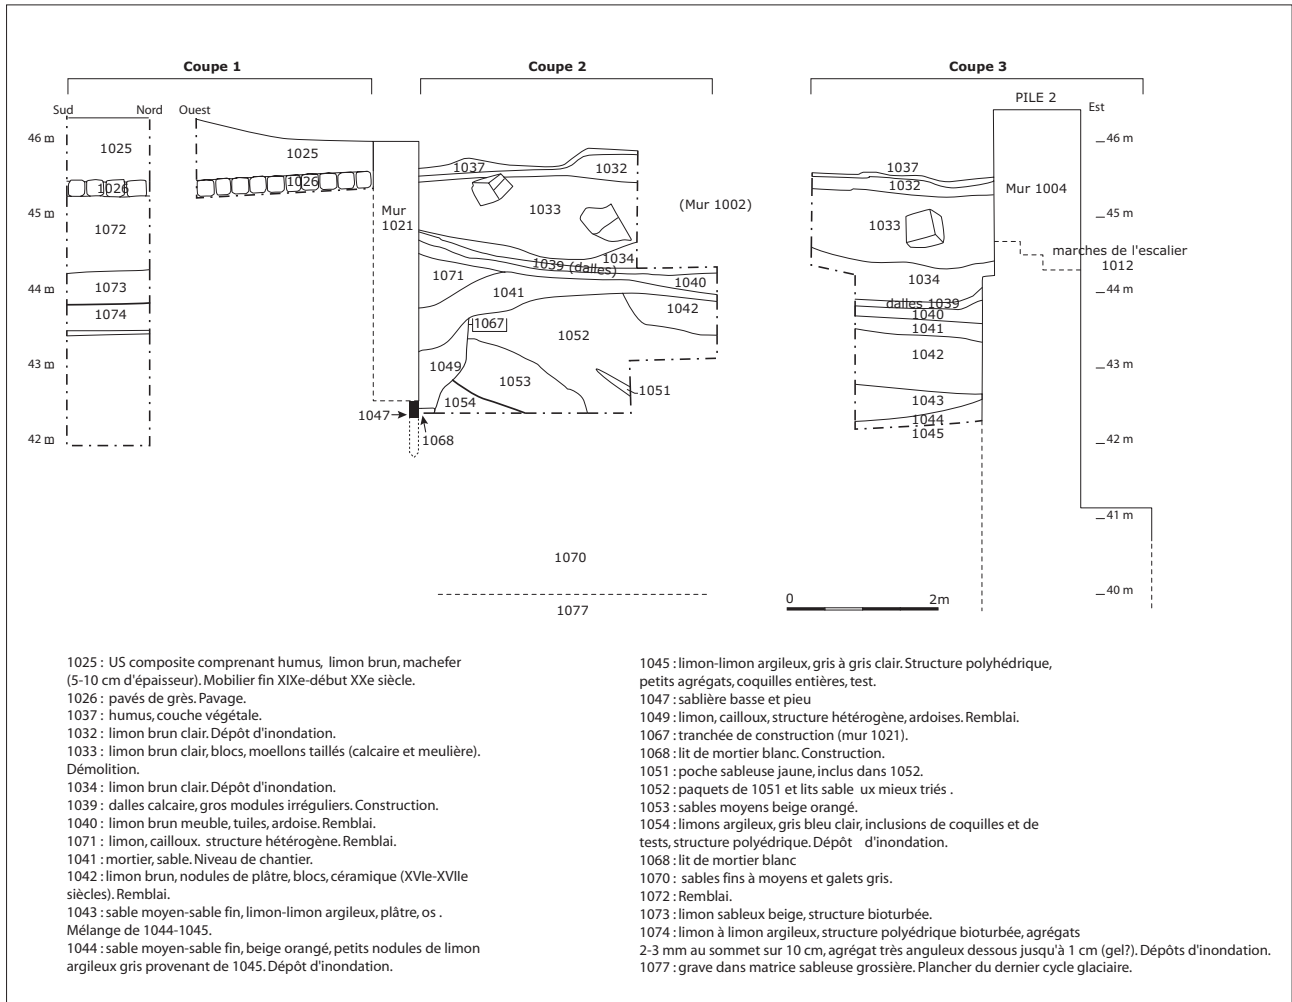 Coupe 1
Coupe 2
Coupe 3
Sud
Nord
Ouest
PILE 2
Est
46 m
45 m
44 m
43 m
42 m
1025
1026
1072
1073
1074
1025
1026
Mur
1021
1047
1068
1037
1032
1033
1034
1039 (dalles)
1071
1041
1040
1042
1067
1052
1049
1053
1054
1051
(Mur 1002)
1037
1032
1033
1034
dalles 1039
1040
1041
1042
1043
1044
1045
Mur 1004
marches de l'escalier
1012
46 m
45 m
44 m
43 m
42 m
41 m
40 m
1070
1077
0
2m
1025 : US composite comprenant humus, limon brun, machefer
(5-10 cm d'épaisseur). Mobilier fin XIXe-début XXe siècle.
1026 : pavés de grès. Pavage.
1037 : humus, couche végétale.
1032 : limon brun clair. Dépôt d'inondation.
1033 : limon brun clair, blocs, moellons taillés (calcaire et meulière).
Démolition.
1034 : limon brun clair. Dépôt d'inondation.
1039 : dalles calcaire, gros modules irréguliers. Construction.
1040 : limon brun meuble, tuiles, ardoise. Remblai.
1071 : limon, cailloux. structure hétérogène. Remblai.
1041 : mortier, sable. Niveau de chantier.
1042 : limon brun, nodules de plâtre, blocs, céramique (XVIe-XVIIe
siècles). Remblai.
1043 : sable moyen-sable fin, limon-limon argileux, plâtre, os .
Mélange de 1044-1045.
1044 : sable moyen-sable fin, beige orangé, petits nodules de limon
argileux gris provenant de 1045. Dépôt d'inondation.
1045 : limon-limon argileux, gris à gris clair. Structure polyhédrique,
petits agrégats, coquilles entières, test.
1047 : sablière basse et pieu
1049 : limon, cailloux, structure hétérogène, ardoises. Remblai.
1067 : tranchée de construction (mur 1021).
1068 : lit de mortier blanc. Construction.
1051 : poche sableuse jaune, inclus dans 1052.
1052 : paquets de 1051 et lits sable ux mieux triés .
1053 : sables moyens beige orangé.
1054 : limons argileux, gris bleu clair, inclusions de coquilles et de
tests, structure polyédrique. Dépôt d'inondation.
1068 : lit de mortier blanc
1070 : sables fins à moyens et galets gris.
1072 : Remblai.
1073 : limon sableux beige, structure bioturbée.
1074 : limon à limon argileux, structure polyédrique bioturbée, agrégats
2-3 mm au sommet sur 10 cm, agrégat très anguleux dessous jusqu'à 1 cm (gel?). Dépôts d'inondation.
1077 : grave dans matrice sableuse grossière. Plancher du dernier cycle glaciaire.